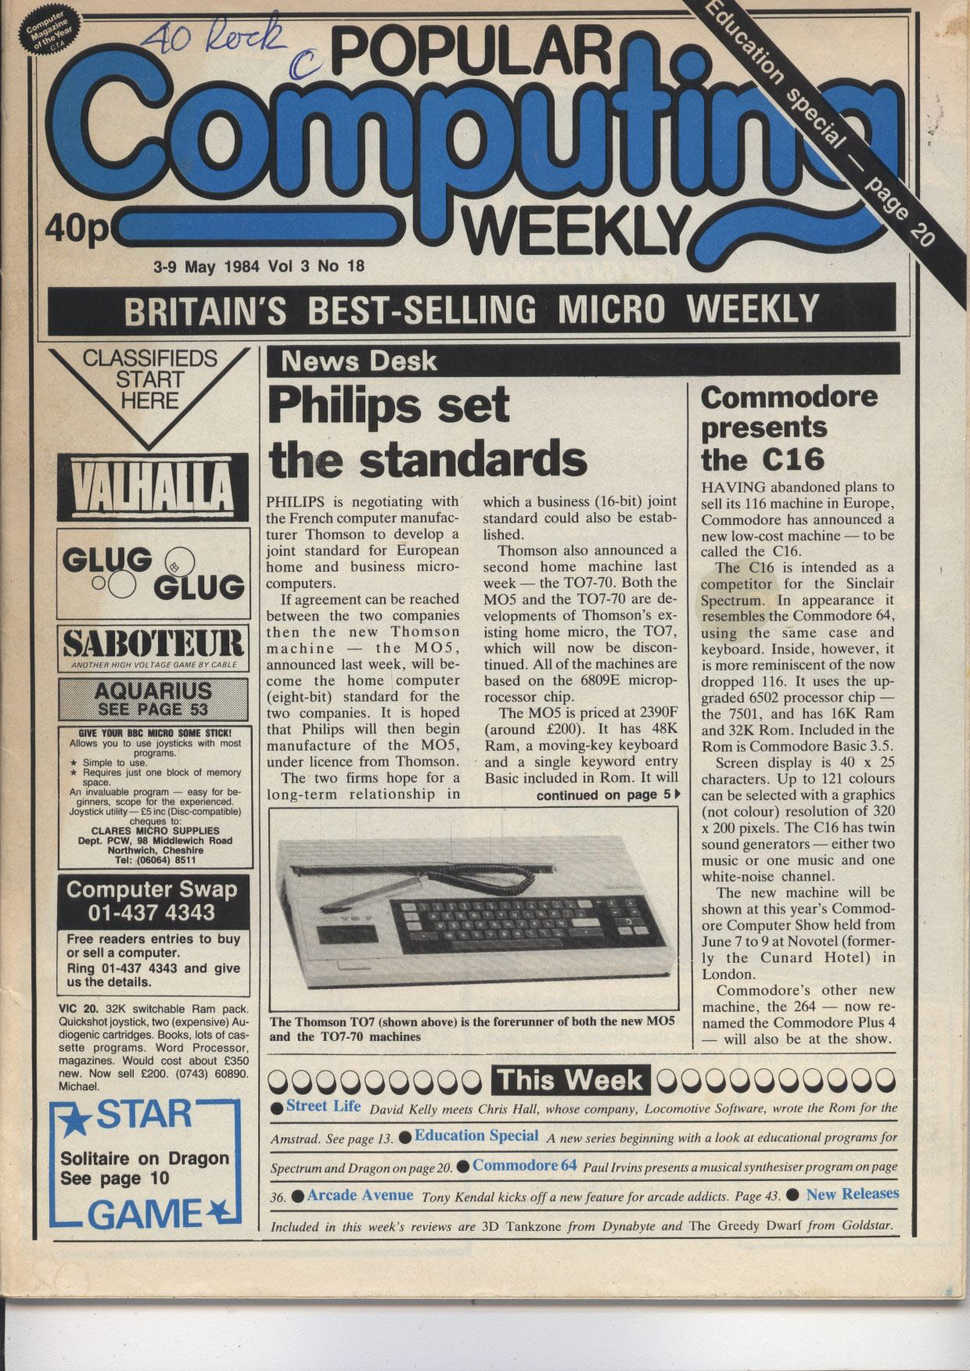 Computer
Magazine
of the Year
CTA
40 Rock
C
POPULAR
Computing
WEEKLY
Education special — page 20
40p
3-9 May 1984 Vol 3 No 18
BRITAIN'S BEST-SELLING MICRO WEEKLY
CLASSIFIEDS
START
HERE
VALHALLA
GLUG
GLUG
SABOTEUR
ANOTHER HIGH VOLTAGE GAME BY CABLE
AQUARIUS
SEE PAGE 53
GIVE YOUR BBC MICRO SOME STICK!
Allows you to use joysticks with most
programs.
★ Simple to use.
★ Requires just one block of memory
space.
An invaluable program — easy for be-
ginners, scope for the experienced.
Joystick utility — £5 inc (Disc-compatible)
cheques to:
CLARES MICRO SUPPLIES
Dept. PCW, 98 Middlewich Road
Northwich, Cheshire
Tel: (06064) 8511
Computer Swap
01-437 4343
Free readers entries to buy
or sell a computer.
Ring 01-437 4343 and give
us the details.
VIC 20. 32K switchable Ram pack.
Quickshot joystick, two (expensive) Au-
diogenic cartridges. Books, lots of cas-
sette programs. Word Processor,
magazines. Would cost about £350
new. Now sell £200. (0743) 60890.
Michael.
STAR
Solitaire on Dragon
See page 10
GAME
News Desk
Philips set
the standards
PHILIPS is negotiating with
the French computer manufac-
turer Thomson to develop a
joint standard for European
home and business micro-
computers.
If agreement can be reached
between the two companies
then the new Thomson
machine — the MO5,
announced last week, will be-
come the home computer
(eight-bit) standard for the
two companies. It is hoped
that Philips will then begin
manufacture of the MO5,
under licence from Thomson.
The two firms hope for a
long-term relationship in
which a business (16-bit) joint
standard could also be estab-
lished.
Thomson also announced a
second home machine last
week — the TO7-70. Both the
MO5 and the TO7-70 are de-
velopments of Thomson's ex-
isting home micro, the TO7,
which will now be discon-
tinued. All of the machines are
based on the 6809E microp-
rocessor chip.
The MO5 is priced at 2390F
(around £200). It has 48K
Ram, a moving-key keyboard
and a single keyword entry
Basic included in Rom. It will
continued on page 5
The Thomson TO7 (shown above) is the forerunner of both the new MO5
and the TO7-70 machines
Commodore
presents
the C16
HAVING abandoned plans to
sell its 116 machine in Europe,
Commodore has announced a
new low-cost machine — to be
called the C16.
The C16 is intended as a
competitor for the Sinclair
Spectrum. In appearance it
resembles the Commodore 64,
using the same case and
keyboard. Inside, however, it
is more reminiscent of the now
dropped 116. It uses the up-
graded 6502 processor chip —
the 7501, and has 16K Ram
and 32K Rom. Included in the
Rom is Commodore Basic 3.5.
Screen display is 40 x 25
characters. Up to 121 colours
can be selected with a graphics
(not colour) resolution of 320
x 200 pixels. The C16 has twin
sound generators — either two
music or one music and one
white-noise channel.
The new machine will be
shown at this year's Commod-
ore Computer Show held from
June 7 to 9 at Novotel (former-
ly the Cunard Hotel) in
London.
Commodore's other new
machine, the 264 — now re-
named the Commodore Plus 4
— will also be at the show.
This Week
● Street Life David Kelly meets Chris Hall, whose company, Locomotive Software, wrote the Rom for the
Amstrad. See page 13. ● Education Special A new series beginning with a look at educational programs for
Spectrum and Dragon on page 20. ● Commodore 64 Paul Irvins presents a musical synthesiser program on page
36. ● Arcade Avenue Tony Kendal kicks off a new feature for arcade addicts. Page 43. ● New Releases
Included in this week's reviews are 3D Tankzone from Dynabyte and The Greedy Dwarf from Goldstar.